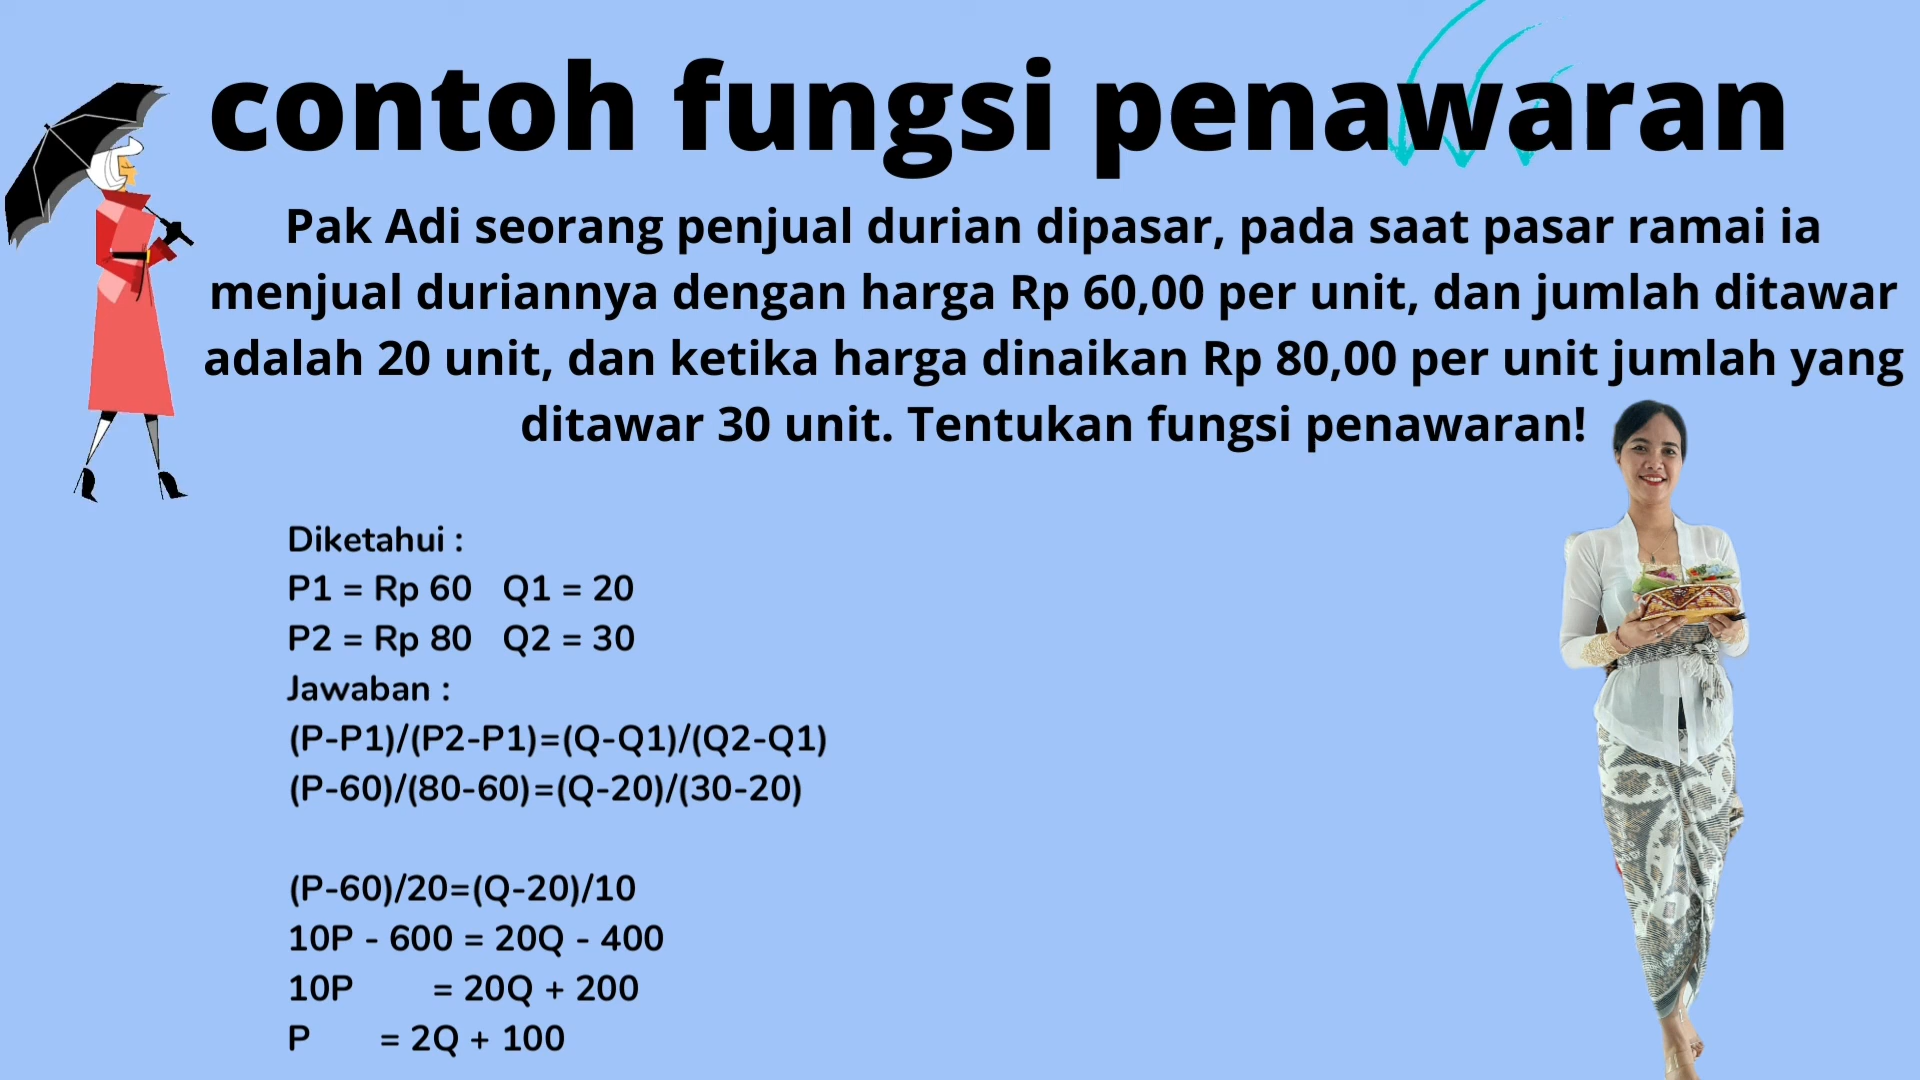 contoh fungsi penawaran
Pak Adi seorang penjual durian dipasar, pada saat pasar ramai ia
menjual duriannya dengan harga Rp 60,00 per unit, dan jumlah ditawar
adalah 20 unit, dan ketika harga dinaikan Rp 80,00 per unit jumlah yang
ditawar 30 unit. Tentukan fungsi penawaran!
Diketahui :
P1 = Rp 60 Q1 = 20
P2 = Rp 80 Q2 = 30
Jawaban :
(P-P1)/(P2-P1)=(Q-Q1)/(Q2-Q1)
(P-60)/(80-60)=(Q-20)/(30-20)
(P-60)/20=(Q-20)/10
10P - 600 = 20Q - 400
10P = 20Q + 200
P = 2Q + 100